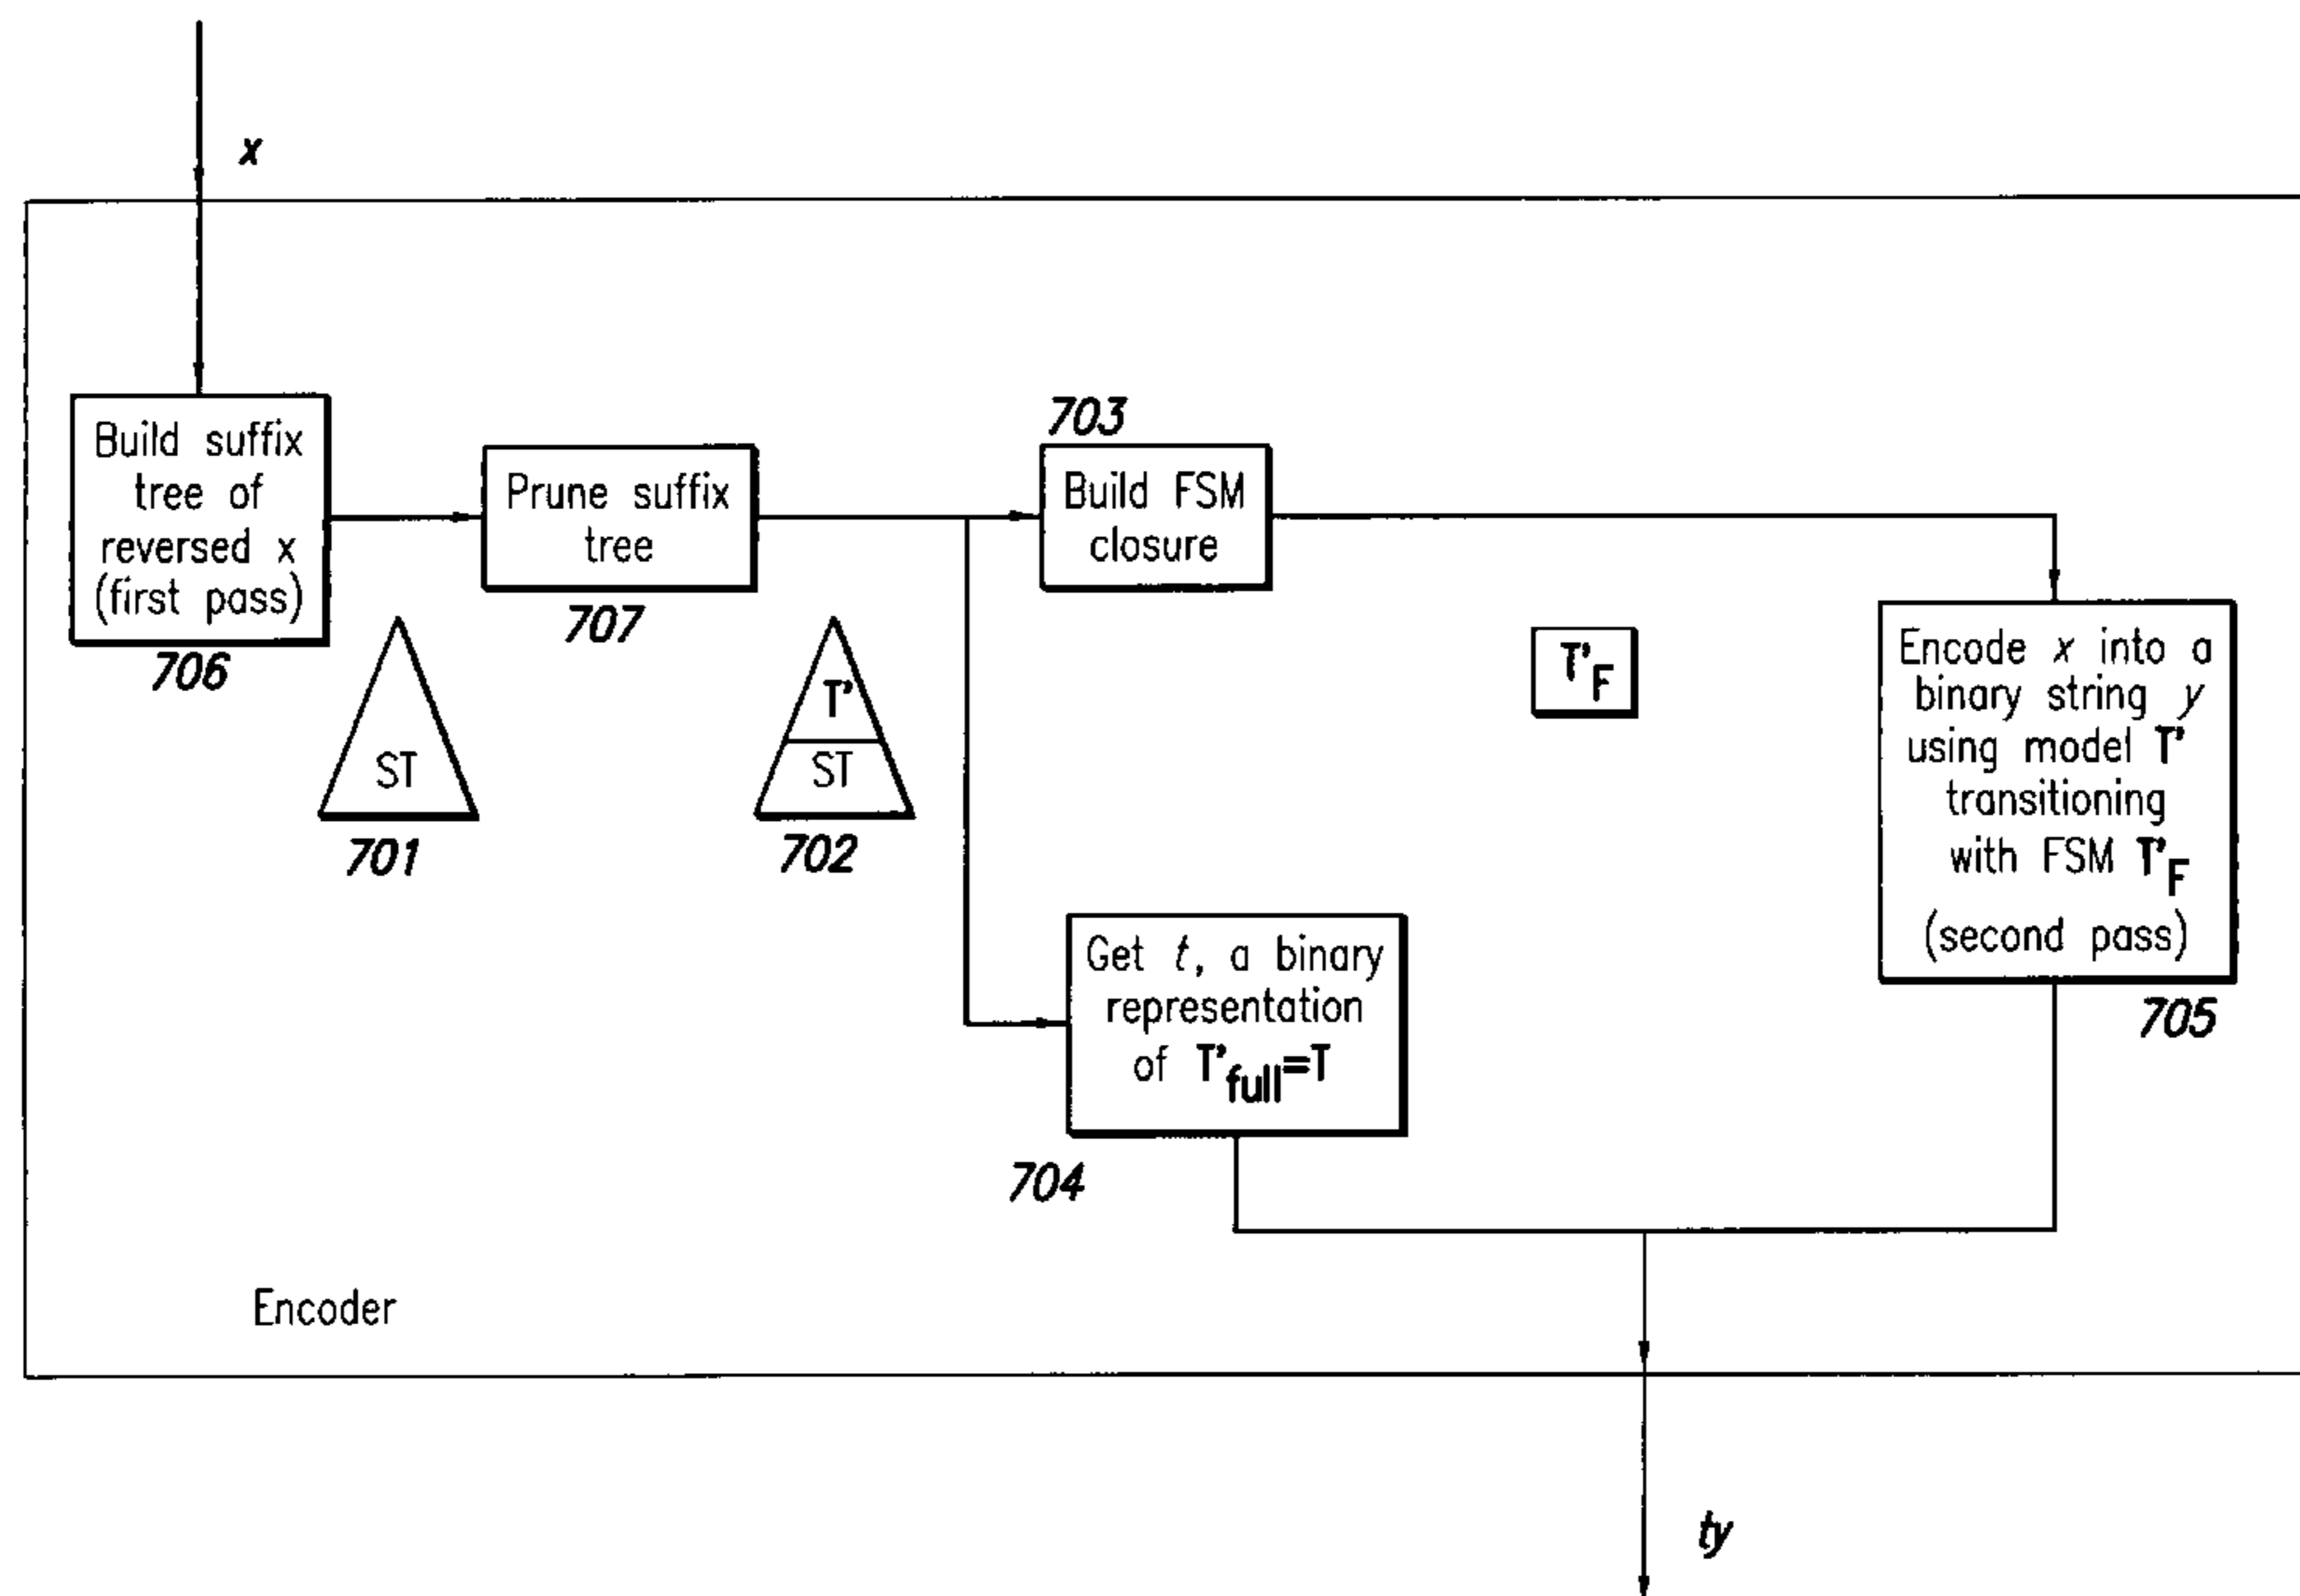 x
Build suffix
tree of
reversed x
(first pass)
706
Prune suffix
tree
707
703
Build FSM
closure
ST
701
T'
ST
702
T'F
Encode x into a
binary string y
using model T'
transitioning
with FSM T'F
(second pass)
705
Get t, a binary
representation
of T'full=T
704
Encoder
ty